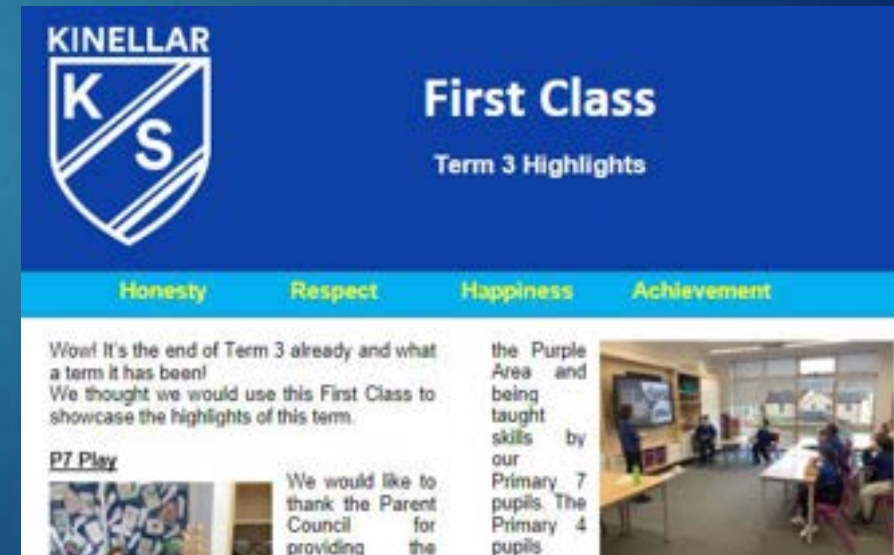 KINELLAR
K
S
First Class
Term 3 Highlights
Honesty Respect Happiness Achievement
Wow! It's the end of Term 3 already and what
a term it has been!
We thought we would use this First Class to
showcase the highlights of this term.
P7 Play
We would like to
thank the Parent
Council for
providing the
the Purple
Area and
being
taught
skills by
our
Primary 7
pupils. The
Primary 4
pupils